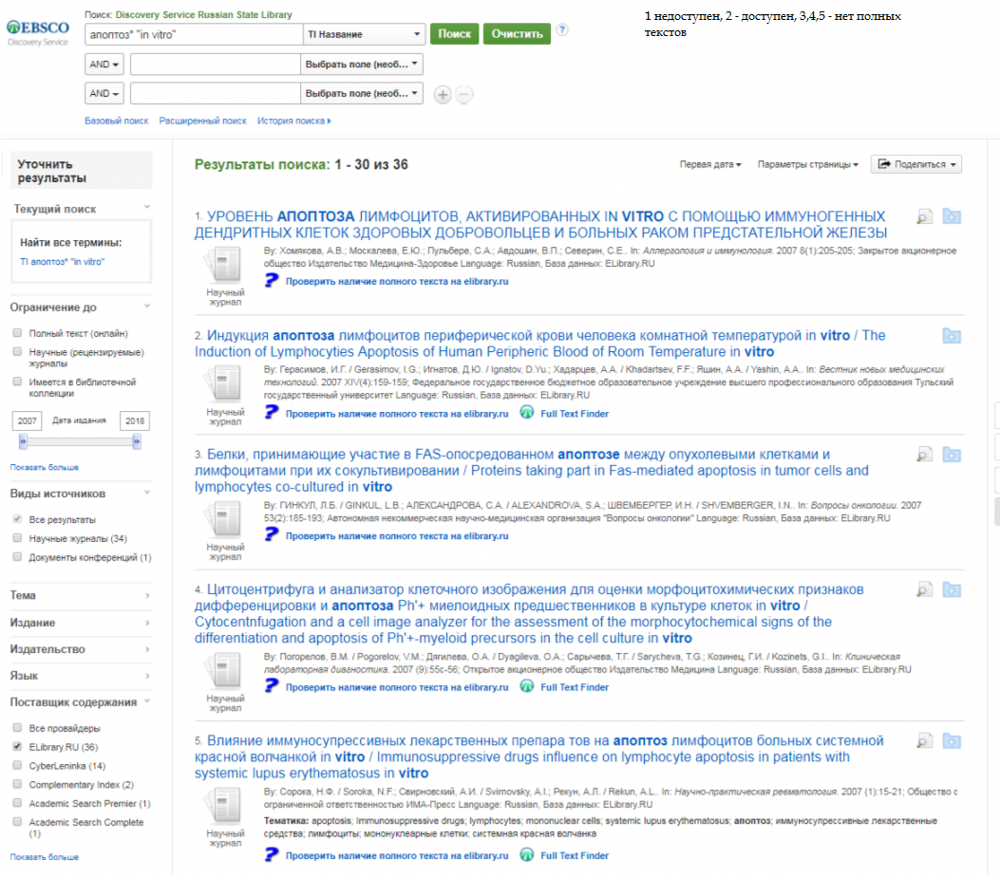 Поиск: Discovery Service Russian State Library
1 недоступен, 2 - доступен, 3,4,5 - нет полных
текстов
EBSCO
Discovery Service
апоптоз* "in vitro"
TI Название
Поиск
Очистить
?
AND
Выбрать поле (необ...
AND
Выбрать поле (необ...
Базовый поиск Расширенный поиск История поиска
Уточнить
результаты
Текущий поиск
Найти все термины:
TI апоптоз* "in vitro"
Ограничение до
Полный текст (онлайн)
Научные (рецензируемые)
журналы
Имеется в библиотечной
коллекции
2007 Дата издания 2018
Показать больше
Виды источников
Все результаты
Научные журналы (34)
Документы конференций (1)
Тема
Издание
Издательство
Язык
Поставщик содержания
Все провайдеры
ELibrary.RU (36)
CyberLeninka (14)
Complementary Index (2)
Academic Search Premier (1)
Academic Search Complete
(1)
Показать больше
Результаты поиска: 1 - 30 из 36
Первая дата Параметры страницы Поделиться
1. УРОВЕНЬ АПОПТОЗА ЛИМФОЦИТОВ, АКТИВИРОВАННЫХ IN VITRO С ПОМОЩЬЮ ИММУНОГЕННЫХ
ДЕНДРИТНЫХ КЛЕТОК ЗДОРОВЫХ ДОБРОВОЛЬЦЕВ И БОЛЬНЫХ РАКОМ ПРЕДСТАТЕЛЬНОЙ ЖЕЛЕЗЫ
By: Хомякова, А.В.; Москалева, Е.Ю.; Пульбере, С.А.; Авдошин, В.П.; Северин, С.Е.. In: Аллергология и иммунология. 2007 8(1):205-205; Закрытое акционерное
общество Издательство Медицина-Здоровье Language: Russian, База данных: ELibrary.RU
? Проверить наличие полного текста на elibrary.ru
Научный
журнал
2. Индукция апоптоза лимфоцитов периферической крови человека комнатной температурой in vitro / The
Induction of Lymphocyties Apoptosis of Human Peripheric Blood of Room Temperature in vitro
By: Герасимов, И.Г. / Gerasimov, I.G.; Игнатов, Д.Ю. / Ignatov, D.Yu.; Хадарцев, А.А. / Khadartsev, F.F.; Яшин, А.А. / Yashin, A.A.. In: Вестник новых медицинских
технологий. 2007 XIV(4):159-159; Федеральное государственное бюджетное образовательное учреждение высшего профессионального образования Тульский
государственный университет Language: Russian, База данных: ELibrary.RU
? Проверить наличие полного текста на elibrary.ru Full Text Finder
Научный
журнал
3. Белки, принимающие участие в FAS-опосредованном апоптозе между опухолевыми клетками и
лимфоцитами при их сокультивировании / Proteins taking part in Fas-mediated apoptosis in tumor cells and
lymphocytes co-cultured in vitro
By: ГИНКУЛ, Л.Б. / GINKUL, L.B.; АЛЕКСАНДРОВА, С.А. / ALEXANDROVA, S.A.; ШВЕМБЕРГЕР, И.Н. / SHVEMBERGER, I.N.. In: Вопросы онкологии. 2007
53(2):185-193; Автономная некоммерческая научно-медицинская организация "Вопросы онкологии" Language: Russian, База данных: ELibrary.RU
? Проверить наличие полного текста на elibrary.ru
Научный
журнал
4. Цитоцентрифуга и анализатор клеточного изображения для оценки морфоцитохимических признаков
дифференцировки и апоптоза Ph'+ миелоидных предшественников в культуре клеток in vitro /
Cytocentnfugation and a cell image analyzer for the assessment of the morphocytochemical signs of the
differentiation and apoptosis of Ph'+-myeloid precursors in the cell culture in vitro
By: Погорелов, В.М. / Pogorelov, V.M.; Дягилева, О.А. / Dyagileva, O.A.; Сарычева, Т.Г. / Sarycheva, T.G.; Козинец, Г.И. / Kozinets, G.I.. In: Клиническая
лабораторная диагностика. 2007 (9):55c-56; Открытое акционерное общество Издательство Медицина Language: Russian, База данных: ELibrary.RU
? Проверить наличие полного текста на elibrary.ru Full Text Finder
Научный
журнал
5. Влияние иммуносупрессивных лекарственных препара тов на апоптоз лимфоцитов больных системной
красной волчанкой in vitro / Immunosuppressive drugs influence on lymphocyte apoptosis in patients with
systemic lupus erythematosus in vitro
By: Сорока, Н.Ф. / Soroka, N.F.; Свирновский, А.И. / Svirnovsky, A.I.; Рекун, А.Л. / Rekun, A.L.. In: Научно-практическая ревматология. 2007 (1):15-21; Общество с
ограниченной ответственностью ИМА-Пресс Language: Russian, База данных: ELibrary.RU
Тематика: apoptosis; Immunosuppressive drugs; lymphocytes; mononuclear cells; systemic lupus erythematosus; апоптоз; иммуносупрессивные лекарственные
средства; лимфоциты; мононуклеарные клетки; системная красная волчанка
? Проверить наличие полного текста на elibrary.ru Full Text Finder
Научный
журнал